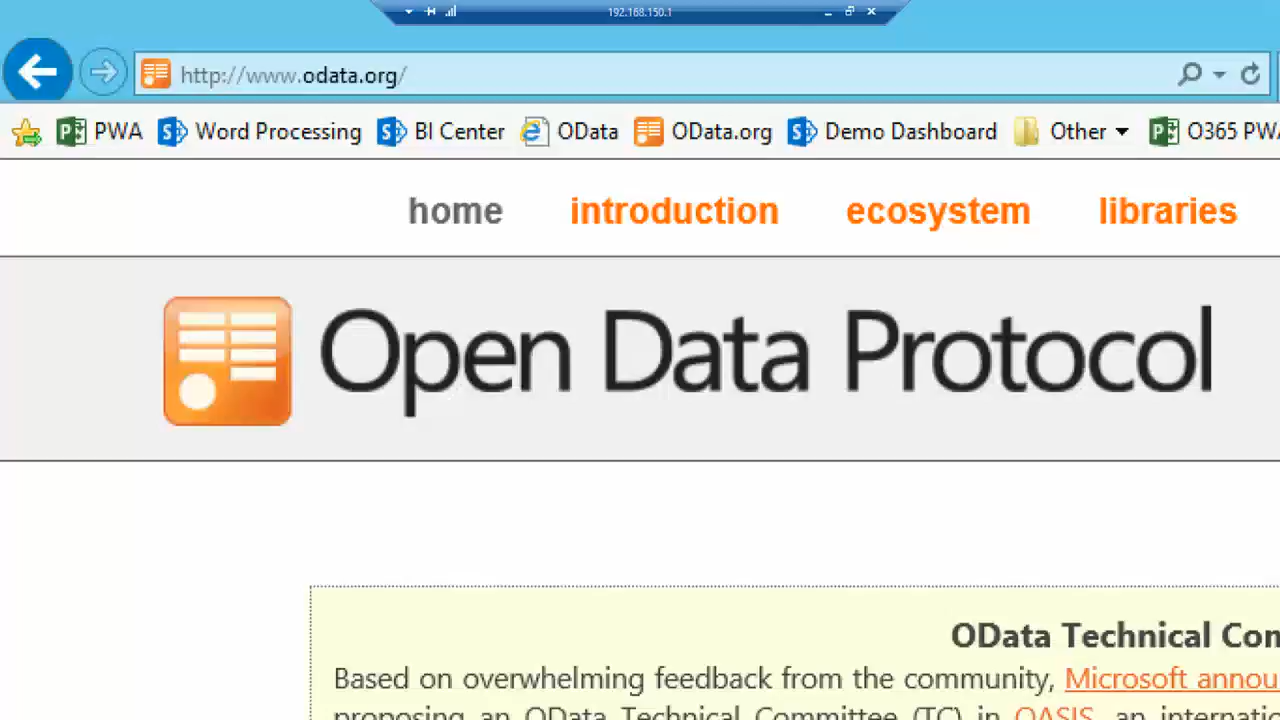 192.168.150.1
http://www.odata.org/
PWA Word Processing BI Center OData OData.org Demo Dashboard Other O365 PWA
home introduction ecosystem libraries
Open Data Protocol
OData Technical Com
Based on overwhelming feedback from the community, Microsoft annou
proposing an OData Technical Committee (TC) in OASIS, an internatio